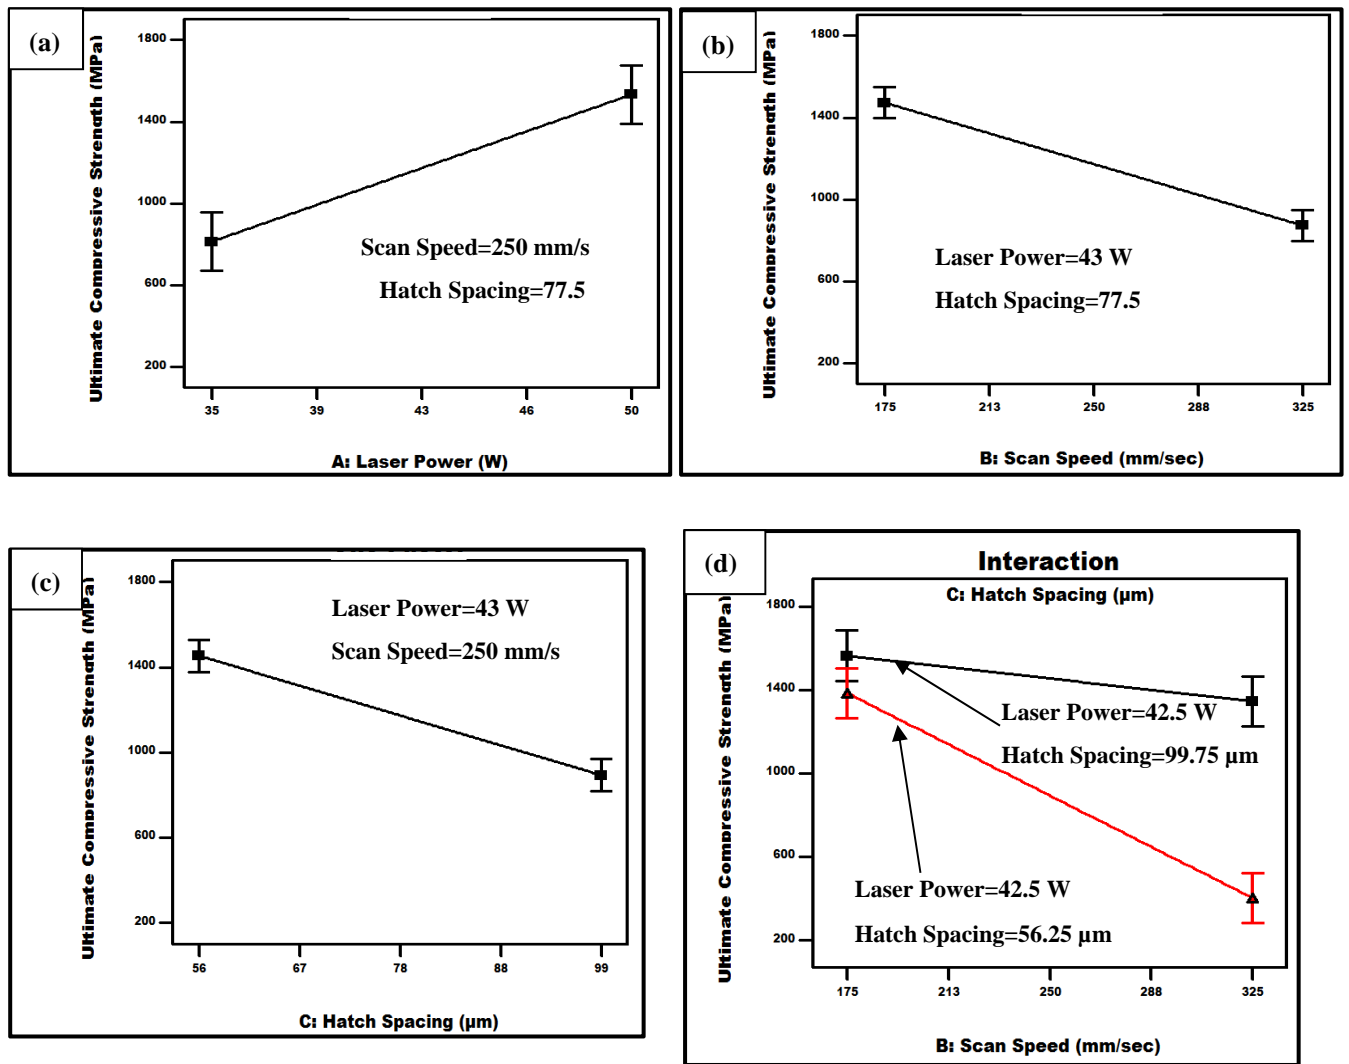 (a)
Ultimate Compressive Strength (MPa)
1800
1400
1000
600
200
Scan Speed=250 mm/s
Hatch Spacing=77.5
35 39 43 46 50
A: Laser Power (W)
(b)
Ultimate Compressive Strength (MPa)
1800
1400
1000
600
200
Laser Power=43 W
Hatch Spacing=77.5
175 213 250 288 325
B: Scan Speed (mm/sec)
(c)
Ultimate Compressive Strength (MPa)
1800
1400
1000
600
200
Laser Power=43 W
Scan Speed=250 mm/s
56 67 78 88 99
C: Hatch Spacing (µm)
(d)
Interaction
C: Hatch Spacing (µm)
Ultimate Compressive Strength (MPa)
1800
1400
1000
600
200
Laser Power=42.5 W
Hatch Spacing=99.75 µm
Laser Power=42.5 W
Hatch Spacing=56.25 µm
175 213 250 288 325
B: Scan Speed (mm/sec)